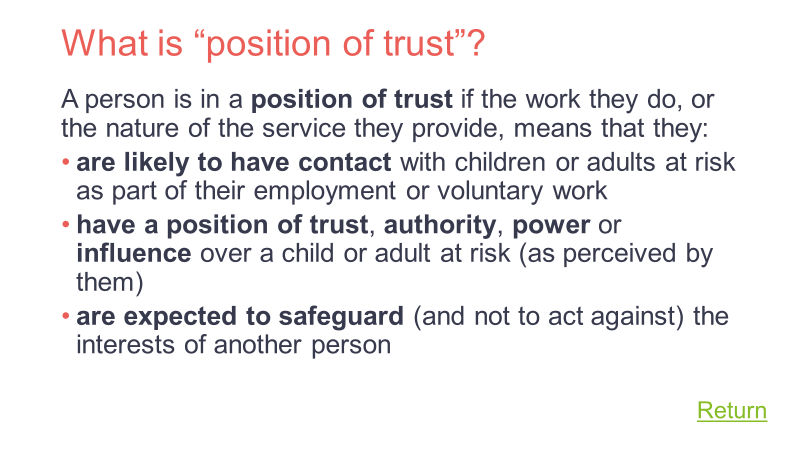 What is “position of trust”?
A person is in a position of trust if the work they do, or
the nature of the service they provide, means that they:
• are likely to have contact with children or adults at risk
as part of their employment or voluntary work
• have a position of trust, authority, power or
influence over a child or adult at risk (as perceived by
them)
• are expected to safeguard (and not to act against) the
interests of another person
Return